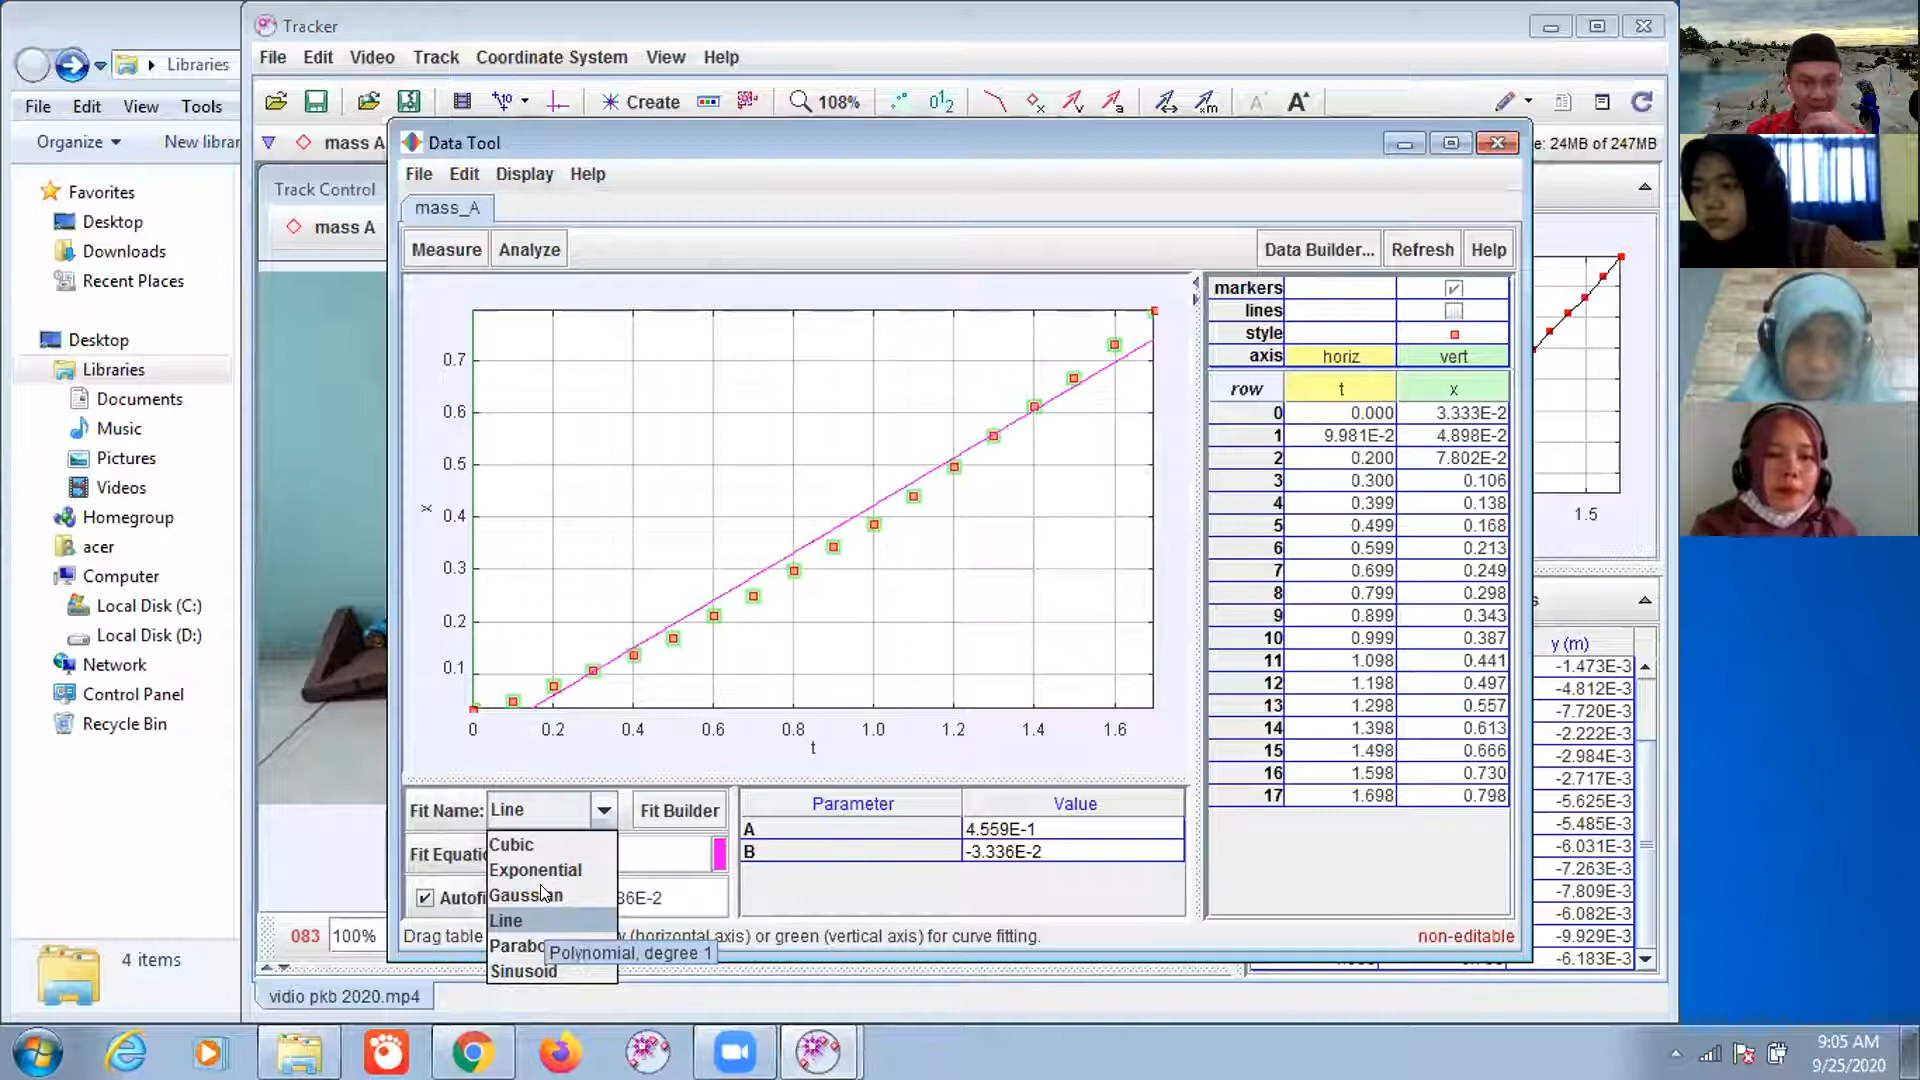 Tracker
File Edit Video Track Coordinate System View Help
Create 108%
Libraries
File Edit View Tools
Organize New librar
Favorites
Desktop
Downloads
Recent Places
Desktop
Libraries
Documents
Music
Pictures
Videos
Homegroup
acer
Computer
Local Disk (C:)
Local Disk (D:)
Network
Control Panel
Recycle Bin
4 items
mass A
e: 24MB of 247MB
Track Control
mass A
Data Tool
File Edit Display Help
mass_A
Measure Analyze Data Builder... Refresh Help
x
0.7
0.6
0.5
0.4
0.3
0.2
0.1
0 0.2 0.4 0.6 0.8 1.0 1.2 1.4 1.6
t
markers
lines
style
axis horiz vert
row t x
0 0.000 3.333E-2
1 9.981E-2 4.898E-2
2 0.200 7.802E-2
3 0.300 0.106
4 0.399 0.138
5 0.499 0.168
6 0.599 0.213
7 0.699 0.249
8 0.799 0.298
9 0.899 0.343
10 0.999 0.387
11 1.098 0.441
12 1.198 0.497
13 1.298 0.557
14 1.398 0.613
15 1.498 0.666
16 1.598 0.730
17 1.698 0.798
Fit Name: Line Fit Builder
Fit Equatio
Autofi 36E-2
Cubic
Exponential
Gaussian
Line
Parabo
Sinusoid
Polynomial, degree 1
Parameter Value
A 4.559E-1
B -3.336E-2
Drag table y (horizontal axis) or green (vertical axis) for curve fitting.
non-editable
1.5
s
y (m)
-1.473E-3
-4.812E-3
-7.720E-3
-2.222E-3
-2.984E-3
-2.717E-3
-5.625E-3
-5.485E-3
-6.031E-3
-7.263E-3
-7.809E-3
-6.082E-3
-9.929E-3
-6.183E-3
083 100%
vidio pkb 2020.mp4
9:05 AM
9/25/2020